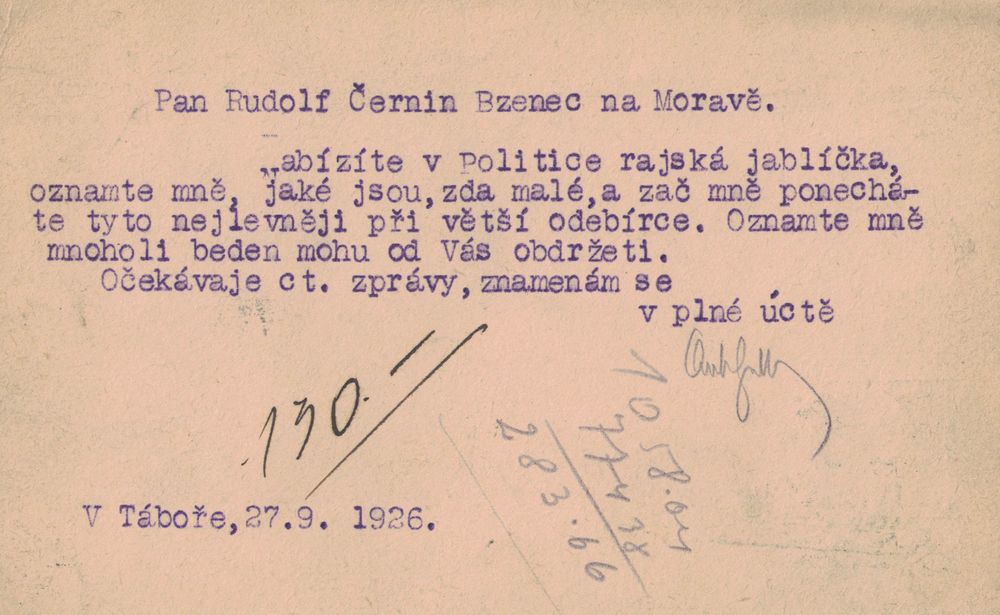 Pan Rudolf Černin Bzenec na Moravě.
„abízíte v Politice rajská jablíčka,
oznamte mně, jaké jsou, zda malé, a zač mně ponechá-
te tyto nejlevněji při větší odebírce. Oznamte mně
mnoholi beden mohu od Vás obdržeti.
Očekávaje ct. zprávy, znamenám se
v plné úctě
130.—
V Táboře, 27.9. 1926.